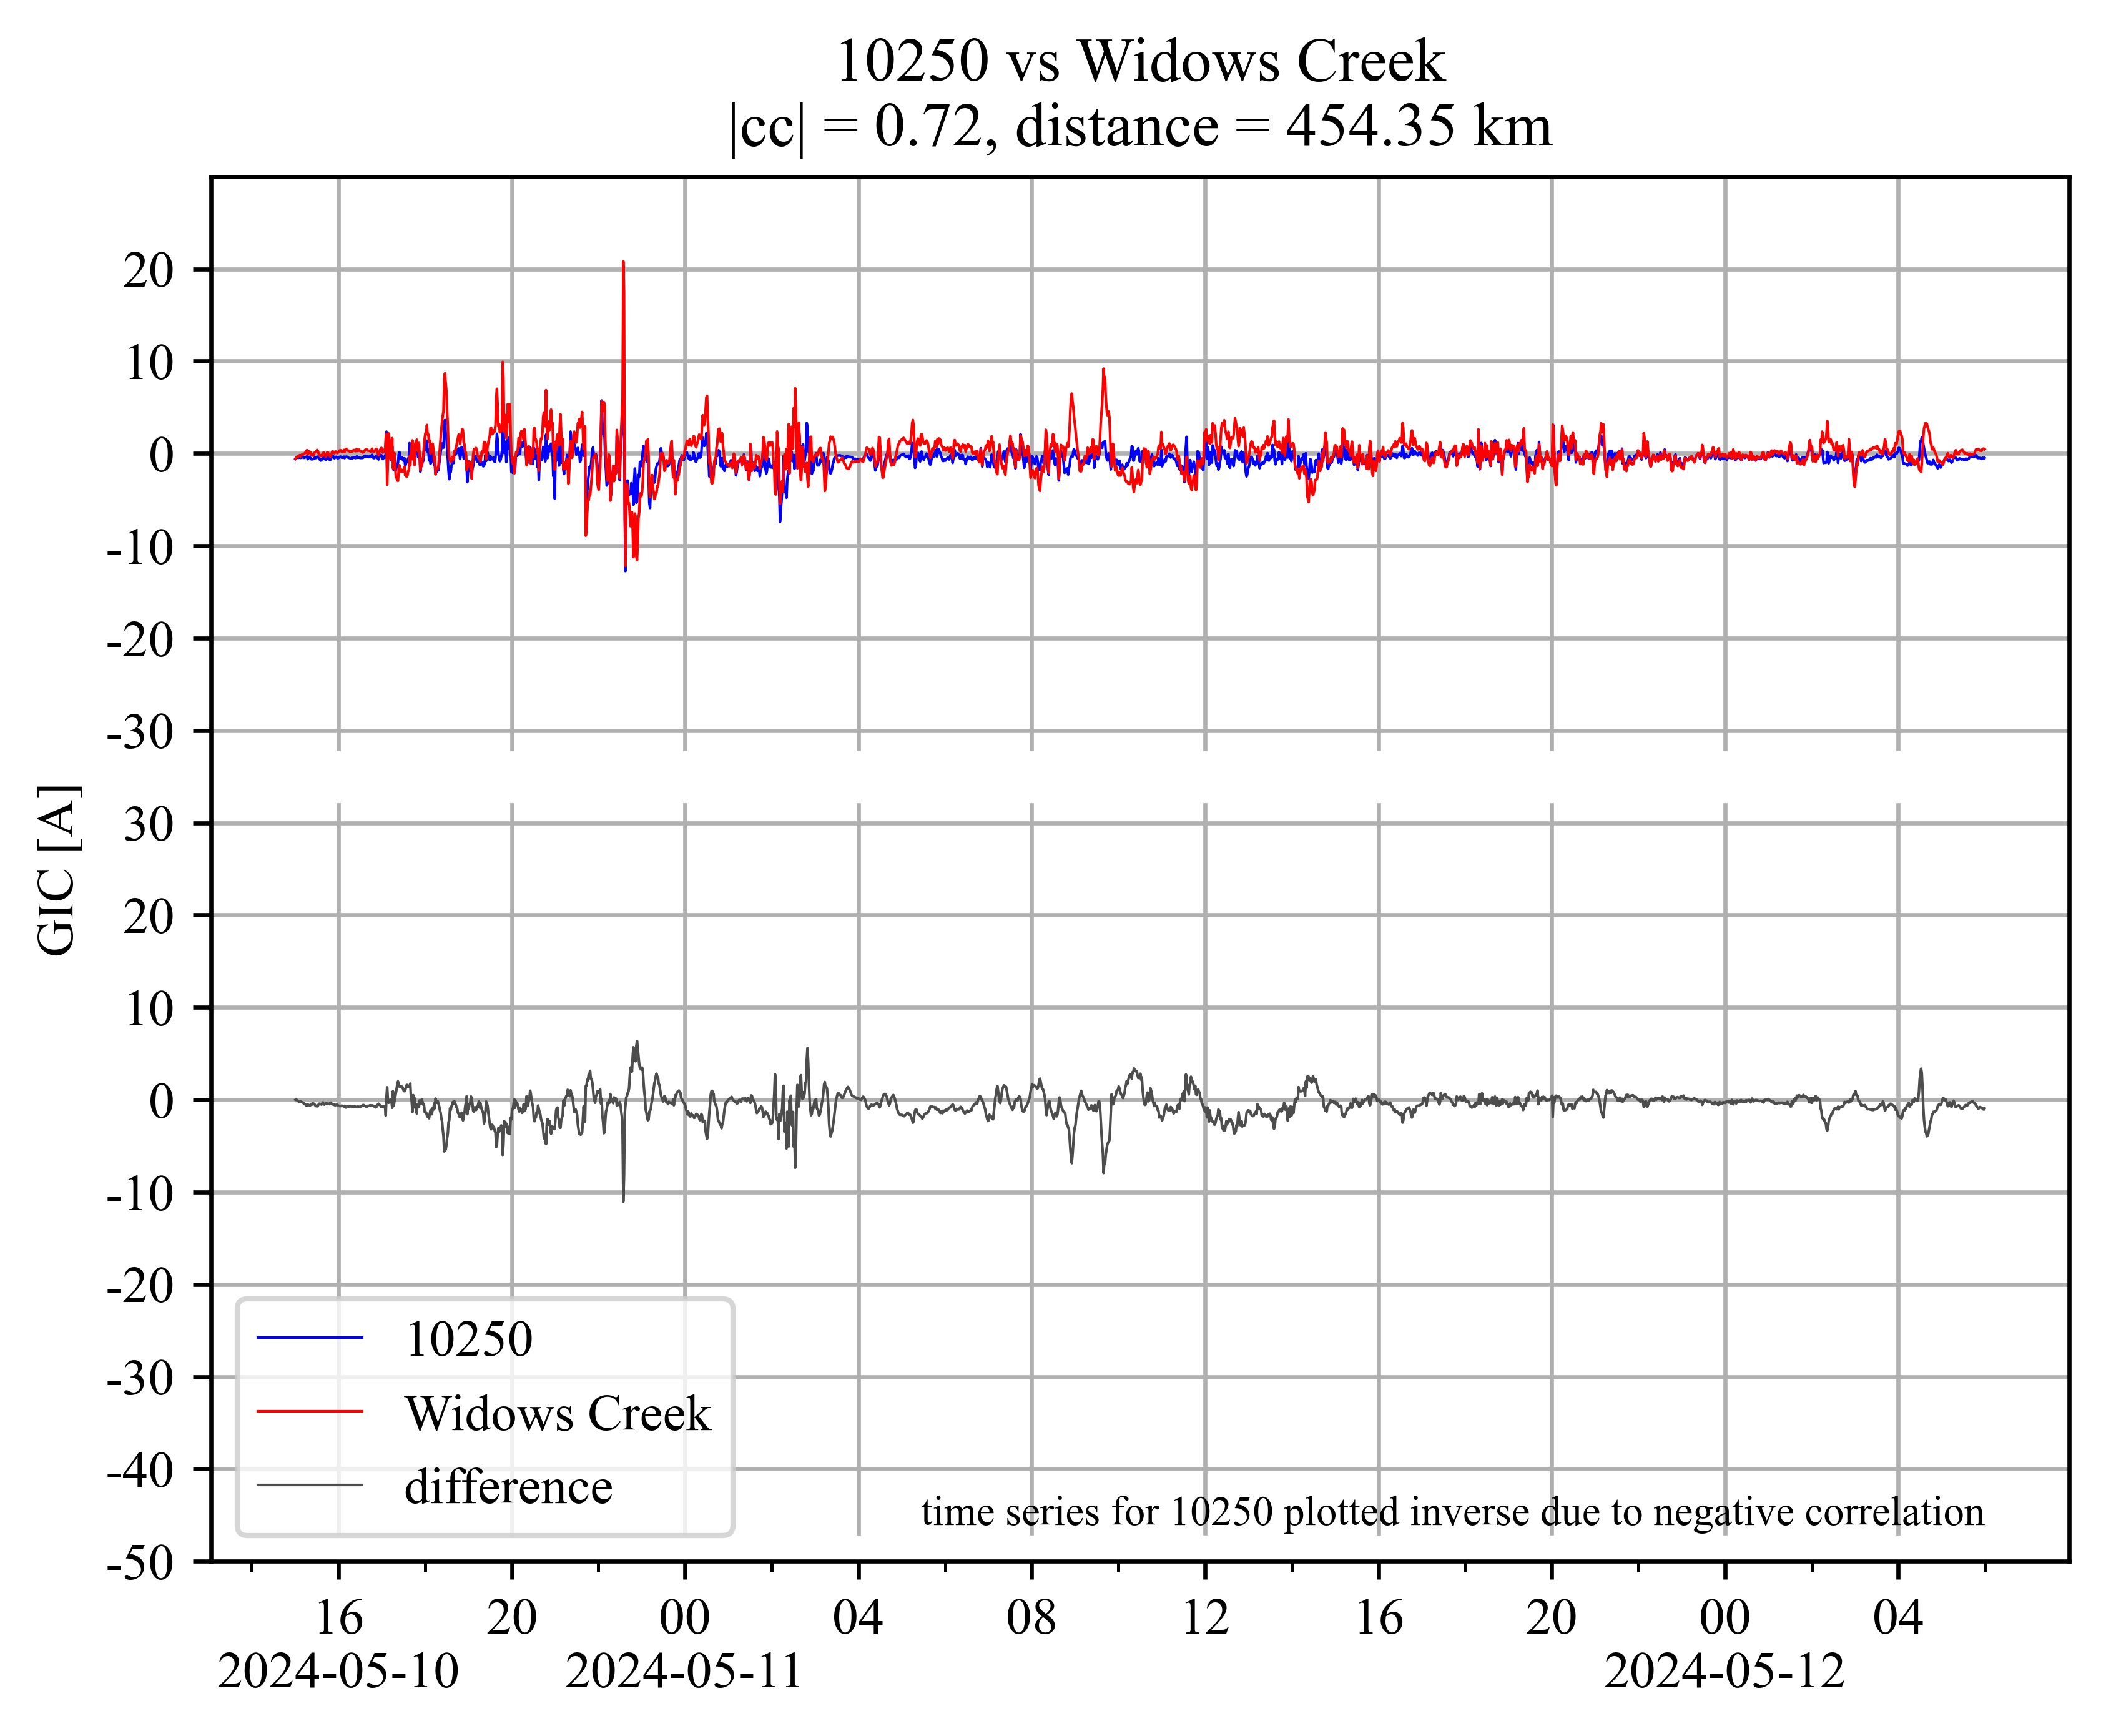 10250 vs Widows Creek
|cc| = 0.72, distance = 454.35 km
20
10
0
-10
-20
-30
30
20
10
0
-10
-20
-30
-40
-50
GIC [A]
10250
Widows Creek
difference
time series for 10250 plotted inverse due to negative correlation
16 20 00 04 08 12 16 20 00 04
2024-05-10 2024-05-11 2024-05-12